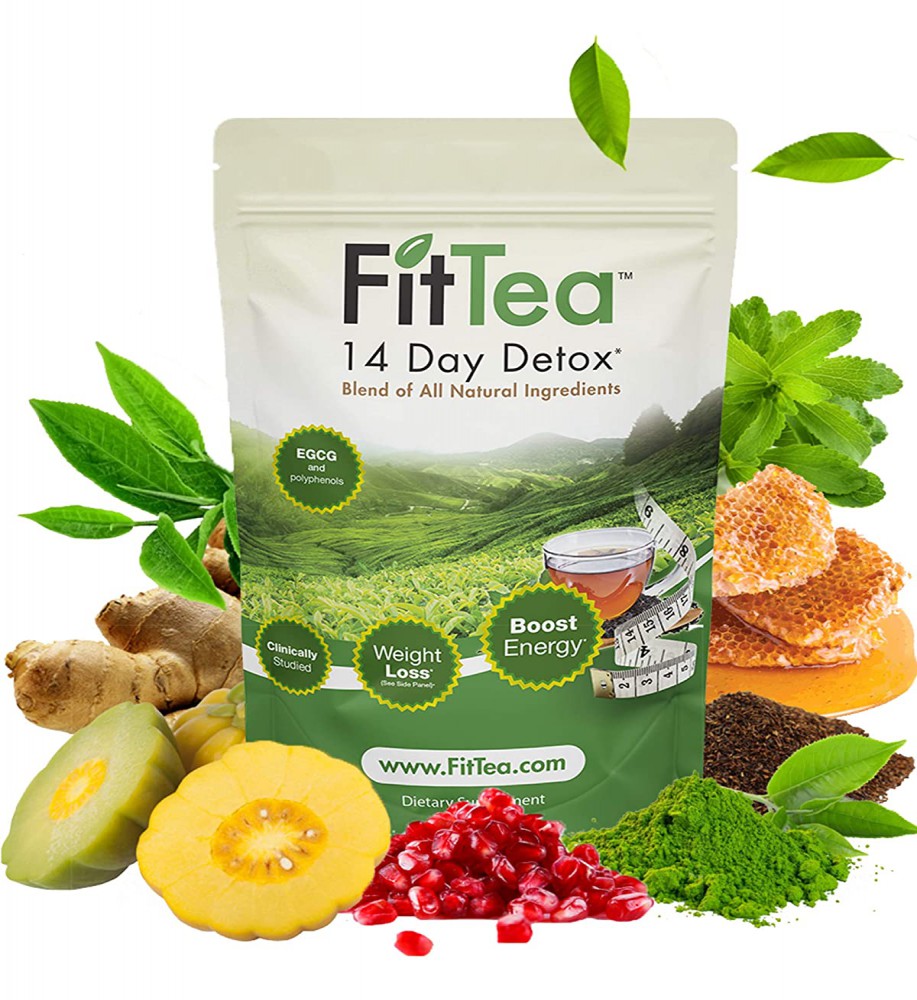 FitTea™
14 Day Detox*
Blend of All Natural Ingredients
EGCG
and
polyphenols
Clinically
Studied
Weight
Loss*
(See Side Panel)*
Boost
Energy*
www.FitTea.com
Dietary